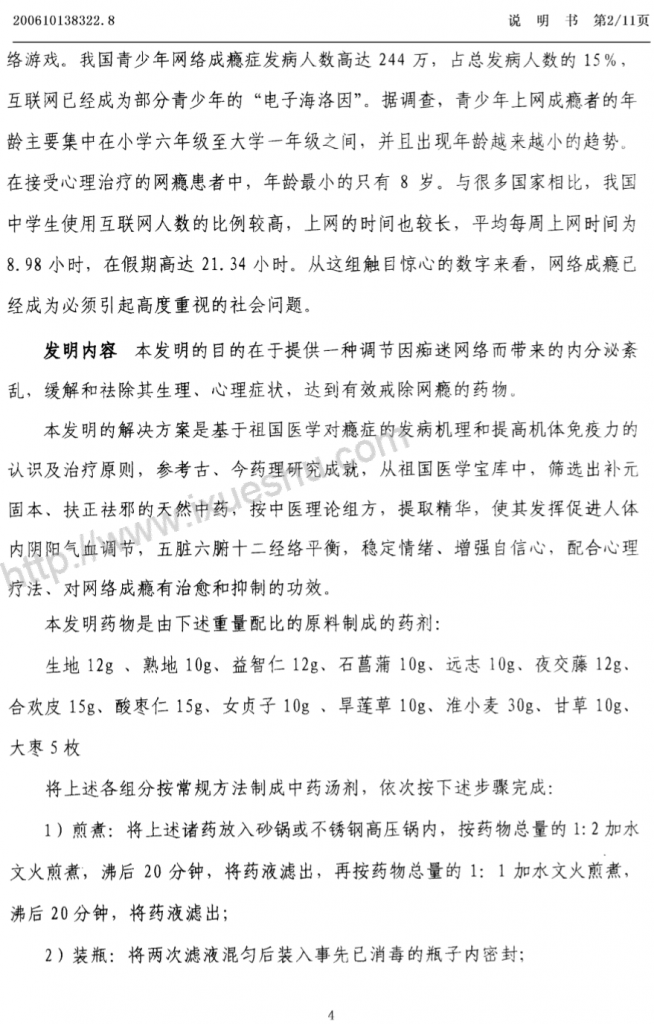 200610138322.8 说 明 书 第2/11页
络游戏。我国青少年网络成瘾症发病人数高达 244 万，占总发病人数的 15%，
互联网已经成为部分青少年的“电子海洛因”。据调查，青少年上网成瘾者的年
龄主要集中在小学六年级至大学一年级之间，并且出现年龄越来越小的趋势。
在接受心理治疗的网瘾患者中，年龄最小的只有 8 岁。与很多国家相比，我国
中学生使用互联网人数的比例较高，上网的时间也较长，平均每周上网时间为
8.98 小时，在假期高达 21.34 小时。从这组触目惊心的数字来看，网络成瘾已
经成为必须引起高度重视的社会问题。
发明内容 本发明的目的在于提供一种调节因痴迷网络而带来的内分泌紊
乱，缓解和祛除其生理、心理症状，达到有效戒除网瘾的药物。
本发明的解决方案是基于祖国医学对瘾症的发病机理和提高机体免疫力的
认识及治疗原则，参考古、今药理研究成就，从祖国医学宝库中，筛选出补元
固本、扶正祛邪的天然中药，按中医理论组方，提取精华，使其发挥促进人体
内阴阳气血调节，五脏六腑十二经络平衡，稳定情绪、增强自信心，配合心理
疗法、对网络成瘾有治愈和抑制的功效。
http://www.ixueshu.com
本发明药物是由下述重量配比的原料制成的药剂：
生地 12g 、熟地 10g、益智仁 12g、石菖蒲 10g、远志 10g、夜交藤 12g、
合欢皮 15g、酸枣仁 15g、女贞子 10g 、旱莲草 10g、淮小麦 30g、甘草 10g、
大枣 5 枚
将上述各组分按常规方法制成中药汤剂，依次按下述步骤完成：
1）煎煮：将上述诸药放入砂锅或不锈钢高压锅内，按药物总量的 1:2 加水
文火煎煮，沸后 20 分钟，将药液滤出，再按药物总量的 1：1 加水文火煎煮，
沸后 20 分钟，将药液滤出；
2）装瓶：将两次滤液混匀后装入事先已消毒的瓶子内密封；
4